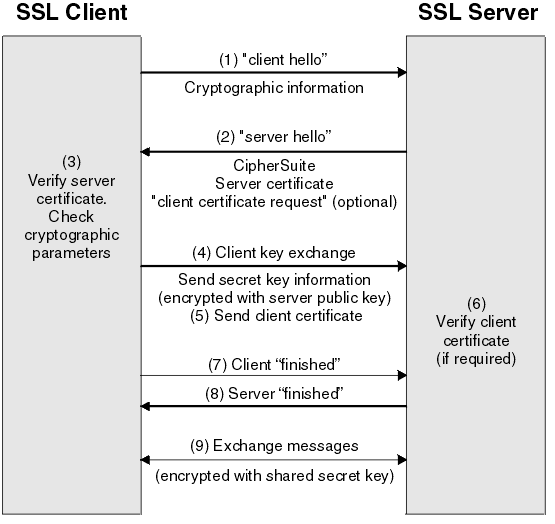 SSL Client
SSL Server
(1) "client hello”
Cryptographic information
(2) "server hello”
CipherSuite
Server certificate
"client certificate request" (optional)
(3)
Verify server
certificate.
Check
cryptographic
parameters
(4) Client key exchange
Send secret key information
(encrypted with server public key)
(5) Send client certificate
(6)
Verify client
certificate
(if required)
(7) Client “finished”
(8) Server “finished”
(9) Exchange messages
(encrypted with shared secret key)